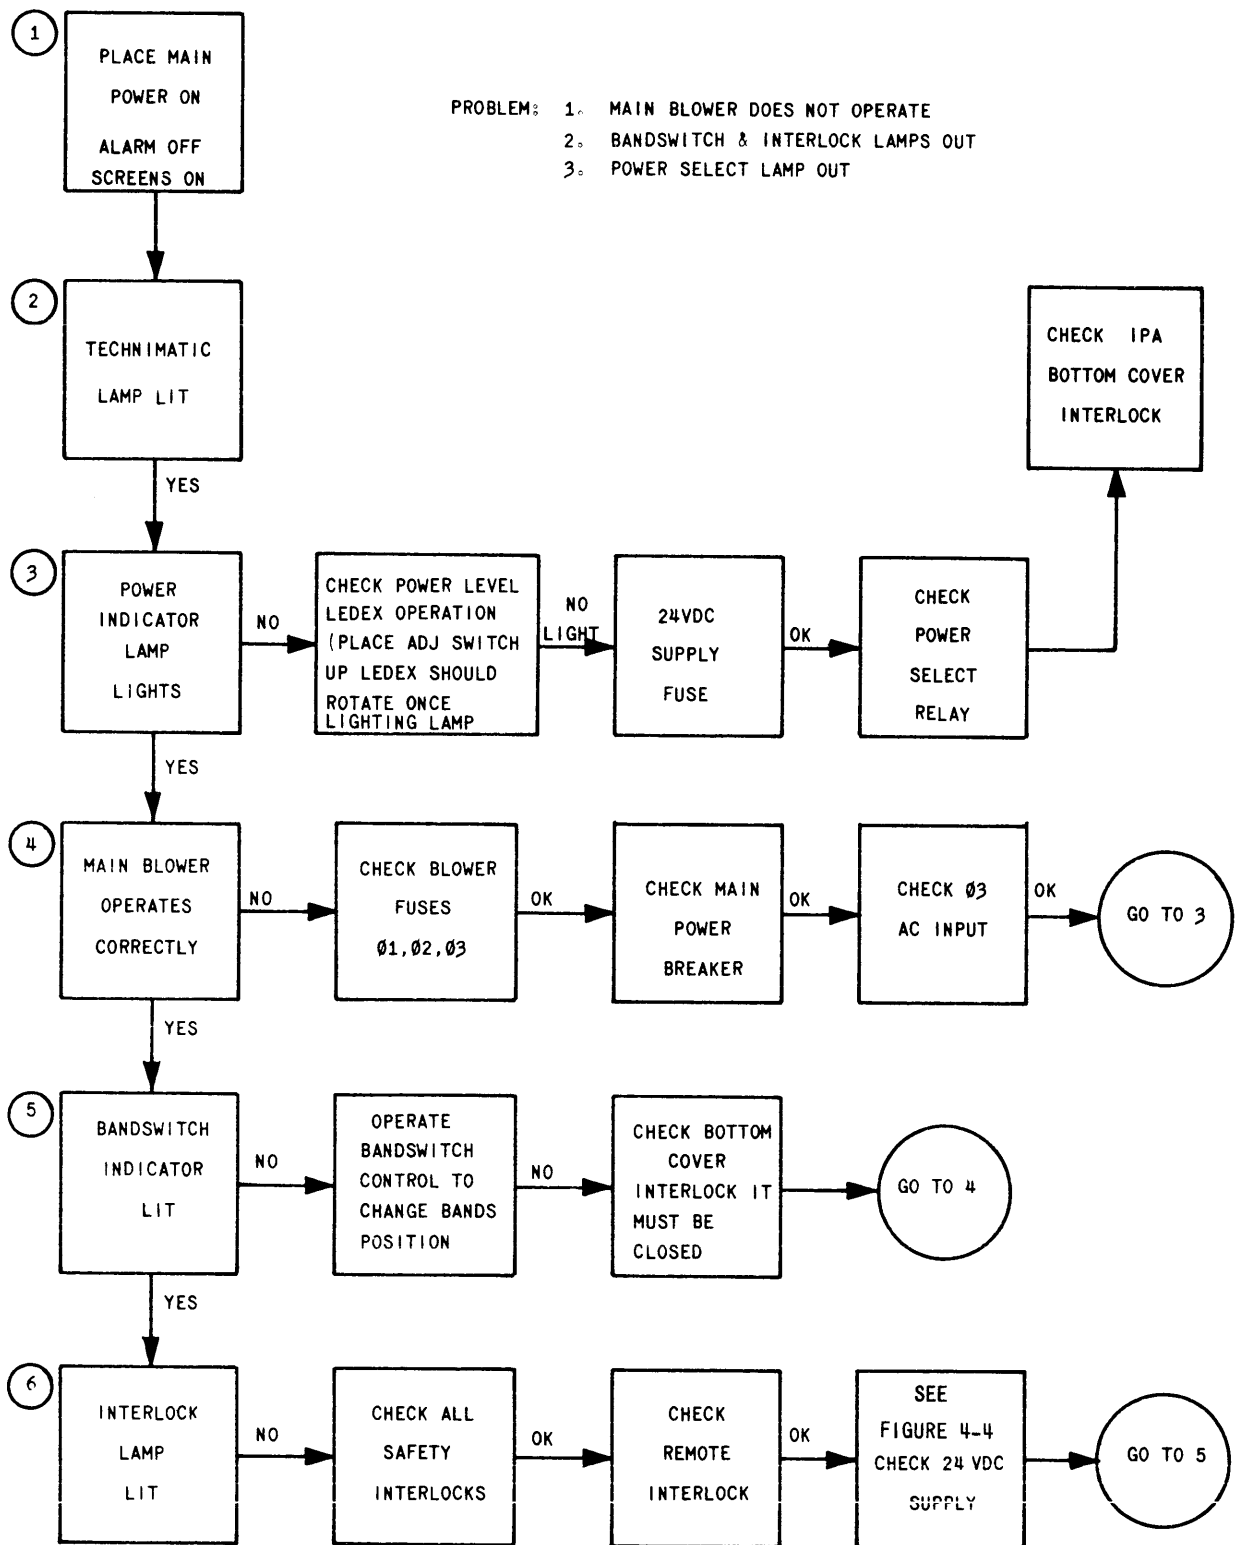 1
PLACE MAIN
POWER ON
ALARM OFF
SCREENS ON
PROBLEM: 1. MAIN BLOWER DOES NOT OPERATE
2. BANDSWITCH & INTERLOCK LAMPS OUT
3. POWER SELECT LAMP OUT
2
TECHNIMATIC
LAMP LIT
CHECK IPA
BOTTOM COVER
INTERLOCK
YES
3
POWER
INDICATOR
LAMP
LIGHTS
NO
CHECK POWER LEVEL
LEDEX OPERATION
(PLACE ADJ SWITCH
UP LEDEX SHOULD
ROTATE ONCE
LIGHTING LAMP
NO
LIGHT
24VDC
SUPPLY
FUSE
OK
CHECK
POWER
SELECT
RELAY
YES
4
MAIN BLOWER
OPERATES
CORRECTLY
NO
CHECK BLOWER
FUSES
Ø1,Ø2,Ø3
OK
CHECK MAIN
POWER
BREAKER
OK
CHECK Ø3
AC INPUT
OK
GO TO 3
YES
5
BANDSWITCH
INDICATOR
LIT
NO
OPERATE
BANDSWITCH
CONTROL TO
CHANGE BANDS
POSITION
NO
CHECK BOTTOM
COVER
INTERLOCK IT
MUST BE
CLOSED
GO TO 4
YES
6
INTERLOCK
LAMP
LIT
NO
CHECK ALL
SAFETY
INTERLOCKS
OK
CHECK
REMOTE
INTERLOCK
OK
SEE
FIGURE 4-4
CHECK 24 VDC
SUPPLY
GO TO 5